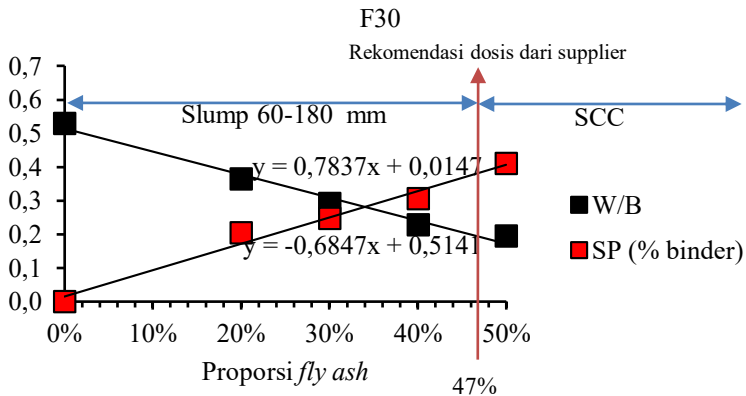 F30
Rekomendasi dosis dari supplier
0,7
0,6
0,5
0,4
0,3
0,2
0,1
0,0
Slump 60-180 mm
SCC
y = 0,7837x + 0,0147
y = -0,6847x + 0,5141
W/B
SP (% binder)
0% 10% 20% 30% 40% 50%
Proporsi fly ash
47%